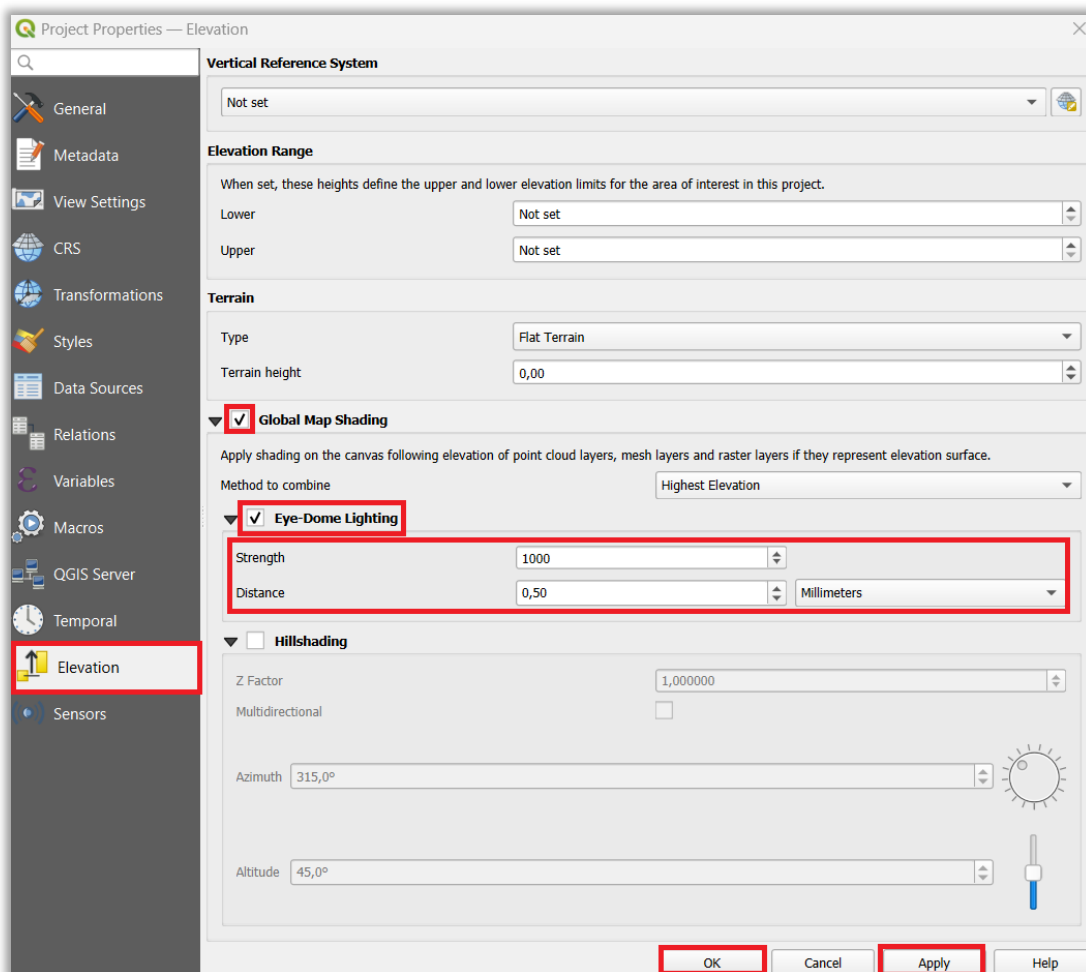 Project Properties — Elevation
General
Metadata
View Settings
CRS
Transformations
Styles
Data Sources
Relations
Variables
Macros
QGIS Server
Temporal
Elevation
Sensors
Vertical Reference System
Not set
Elevation Range
When set, these heights define the upper and lower elevation limits for the area of interest in this project.
Lower Not set
Upper Not set
Terrain
Type Flat Terrain
Terrain height 0,00
Global Map Shading
Apply shading on the canvas following elevation of point cloud layers, mesh layers and raster layers if they represent elevation surface.
Method to combine Highest Elevation
Eye-Dome Lighting
Strength 1000
Distance 0,50 Millimeters
Hillshading
Z Factor 1,000000
Multidirectional
Azimuth 315,0°
Altitude 45,0°
OK Cancel Apply Help